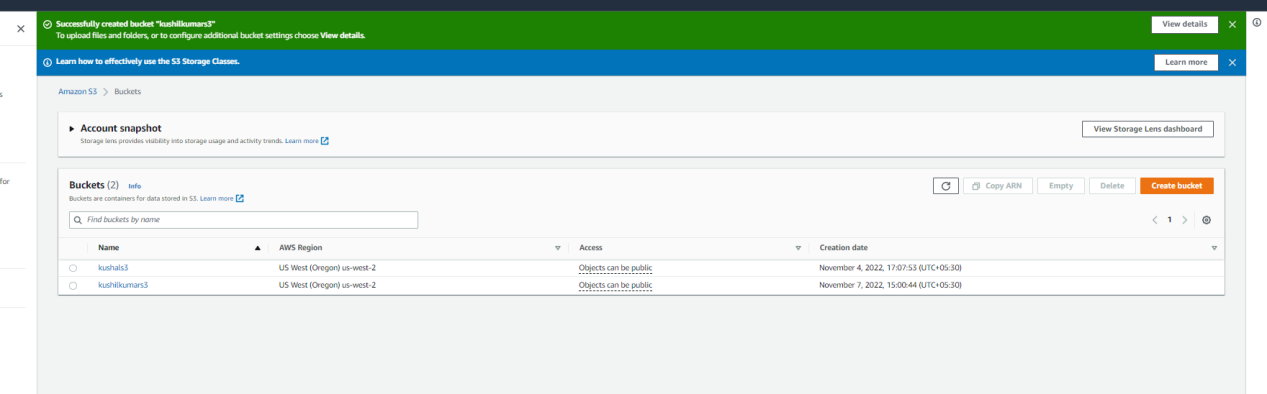 Successfully created bucket "kushilkumars3"
To upload files and folders, or to configure additional bucket settings choose View details.
View details
Learn how to effectively use the S3 Storage Classes.
Learn more
Amazon S3 > Buckets
s
Account snapshot
Storage lens provides visibility into storage usage and activity trends. Learn more
View Storage Lens dashboard
for
Buckets (2) Info
Buckets are containers for data stored in S3. Learn more
Copy ARN
Empty
Delete
Create bucket
Find buckets by name
1
Name AWS Region Access Creation date
kushals3 US West (Oregon) us-west-2 Objects can be public November 4, 2022, 17:07:53 (UTC+05:30)
kushilkumars3 US West (Oregon) us-west-2 Objects can be public November 7, 2022, 15:00:44 (UTC+05:30)